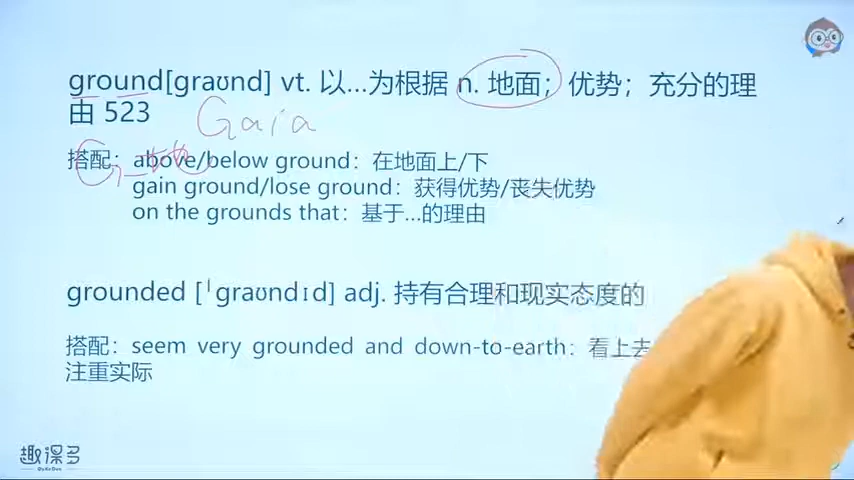 ground[graʊnd] vt. 以...为根据 n. 地面；优势；充分的理
由 523
Gaia
搭配：above/below ground：在地面上/下
gain ground/lose ground：获得优势/丧失优势
on the grounds that：基于...的理由
grounded [ˈgraʊndɪd] adj. 持有合理和现实态度的
搭配：seem very grounded and down-to-earth：看上去
注重实际
趣课多